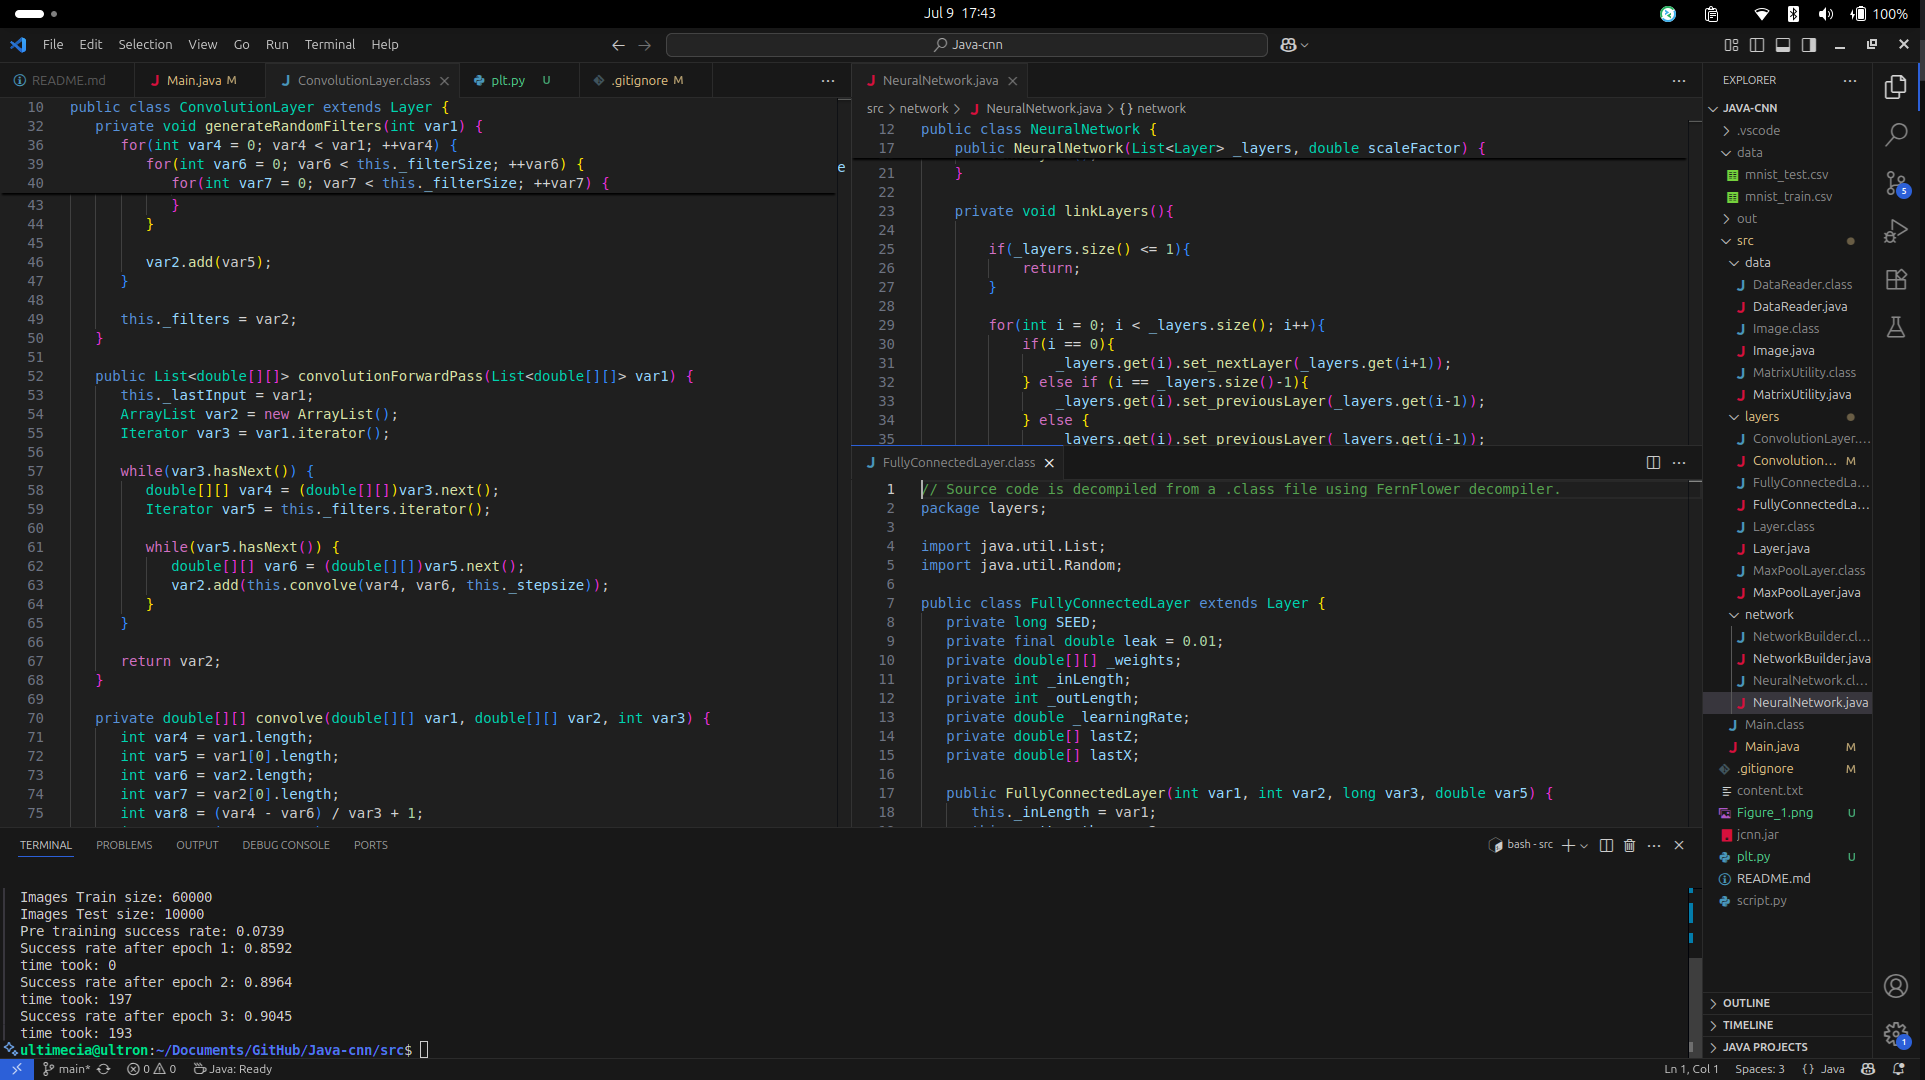 Jul 9 17:43
100%
File Edit Selection View Go Run Terminal Help
Java-cnn
README.md
Main.java M
ConvolutionLayer.class
plt.py U
.gitignore M
10 public class ConvolutionLayer extends Layer {
32 private void generateRandomFilters(int var1) {
36 for(int var4 = 0; var4 < var1; ++var4) {
39 for(int var6 = 0; var6 < this._filterSize; ++var6) {
40 for(int var7 = 0; var7 < this._filterSize; ++var7) {
43 }
44 }
45
46 var2.add(var5);
47 }
48
49 this._filters = var2;
50 }
51
52 public List<double[][]> convolutionForwardPass(List<double[][]> var1) {
53 this._lastInput = var1;
54 ArrayList var2 = new ArrayList();
55 Iterator var3 = var1.iterator();
56
57 while(var3.hasNext()) {
58 double[][] var4 = (double[][])var3.next();
59 Iterator var5 = this._filters.iterator();
60
61 while(var5.hasNext()) {
62 double[][] var6 = (double[][])var5.next();
63 var2.add(this.convolve(var4, var6, this._stepsize));
64 }
65 }
66
67 return var2;
68 }
69
70 private double[][] convolve(double[][] var1, double[][] var2, int var3) {
71 int var4 = var1.length;
72 int var5 = var1[0].length;
73 int var6 = var2.length;
74 int var7 = var2[0].length;
75 int var8 = (var4 - var6) / var3 + 1;
e
NeuralNetwork.java
src > network > NeuralNetwork.java > {} network
12 public class NeuralNetwork {
17 public NeuralNetwork(List<Layer> _layers, double scaleFactor) {
21 }
22
23 private void linkLayers(){
24
25 if(_layers.size() <= 1){
26 return;
27 }
28
29 for(int i = 0; i < _layers.size(); i++){
30 if(i == 0){
31 _layers.get(i).set_nextLayer(_layers.get(i+1));
32 } else if (i == _layers.size()-1){
33 _layers.get(i).set_previousLayer(_layers.get(i-1));
34 } else {
35 _layers.get(i).set_previousLayer(_layers.get(i-1));
FullyConnectedLayer.class
1 // Source code is decompiled from a .class file using FernFlower decompiler.
2 package layers;
3
4 import java.util.List;
5 import java.util.Random;
6
7 public class FullyConnectedLayer extends Layer {
8 private long SEED;
9 private final double leak = 0.01;
10 private double[][] _weights;
11 private int _inLength;
12 private int _outLength;
13 private double _learningRate;
14 private double[] lastZ;
15 private double[] lastX;
16
17 public FullyConnectedLayer(int var1, int var2, long var3, double var5) {
18 this._inLength = var1;
EXPLORER
JAVA-CNN
.vscode
data
mnist_test.csv
mnist_train.csv
out
src
data
DataReader.class
DataReader.java
Image.class
Image.java
MatrixUtility.class
MatrixUtility.java
layers
ConvolutionLayer....
Convolution... M
FullyConnectedLa...
FullyConnectedLa...
Layer.class
Layer.java
MaxPoolLayer.class
MaxPoolLayer.java
network
NetworkBuilder.cl...
NetworkBuilder.java
NeuralNetwork.cl...
NeuralNetwork.java
Main.class
Main.java M
.gitignore M
content.txt
Figure_1.png U
jcnn.jar
plt.py U
README.md
script.py
OUTLINE
TIMELINE
JAVA PROJECTS
5
1
TERMINAL PROBLEMS OUTPUT DEBUG CONSOLE PORTS
bash - src
Images Train size: 60000
Images Test size: 10000
Pre training success rate: 0.0739
Success rate after epoch 1: 0.8592
time took: 0
Success rate after epoch 2: 0.8964
time took: 197
Success rate after epoch 3: 0.9045
time took: 193
ultimecia@ultron:~/Documents/GitHub/Java-cnn/src$
main* 0 0 Java: Ready
Ln 1, Col 1 Spaces: 3 {} Java